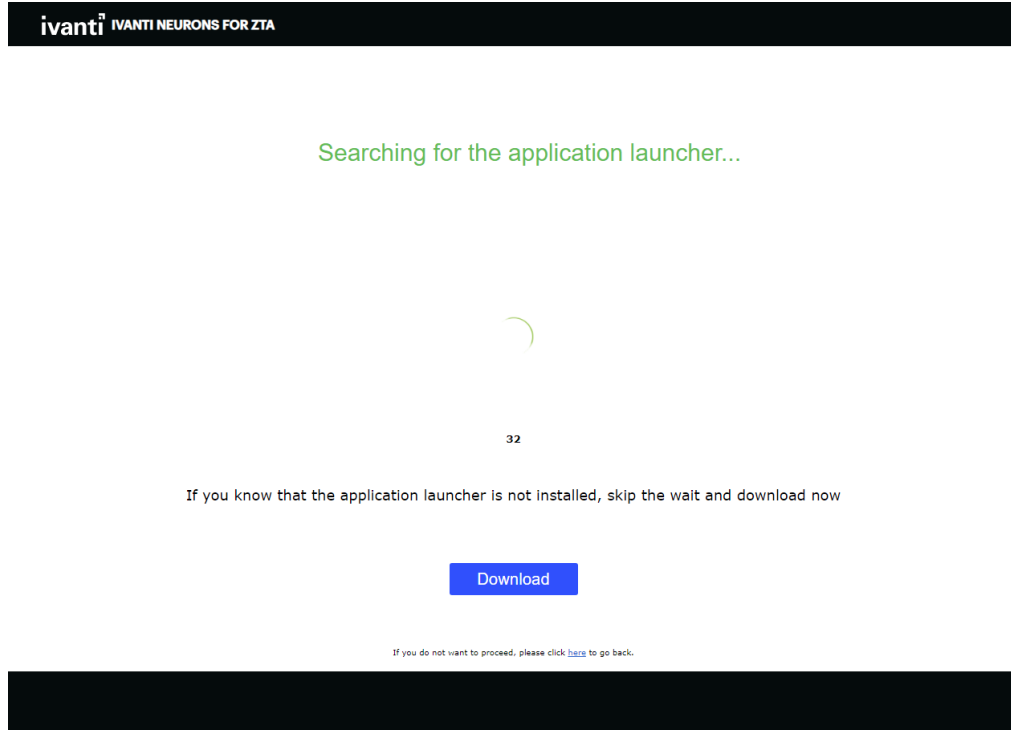 ivanti IVANTI NEURONS FOR ZTA
Searching for the application launcher...
32
If you know that the application launcher is not installed, skip the wait and download now
Download
If you do not want to proceed, please click here to go back.